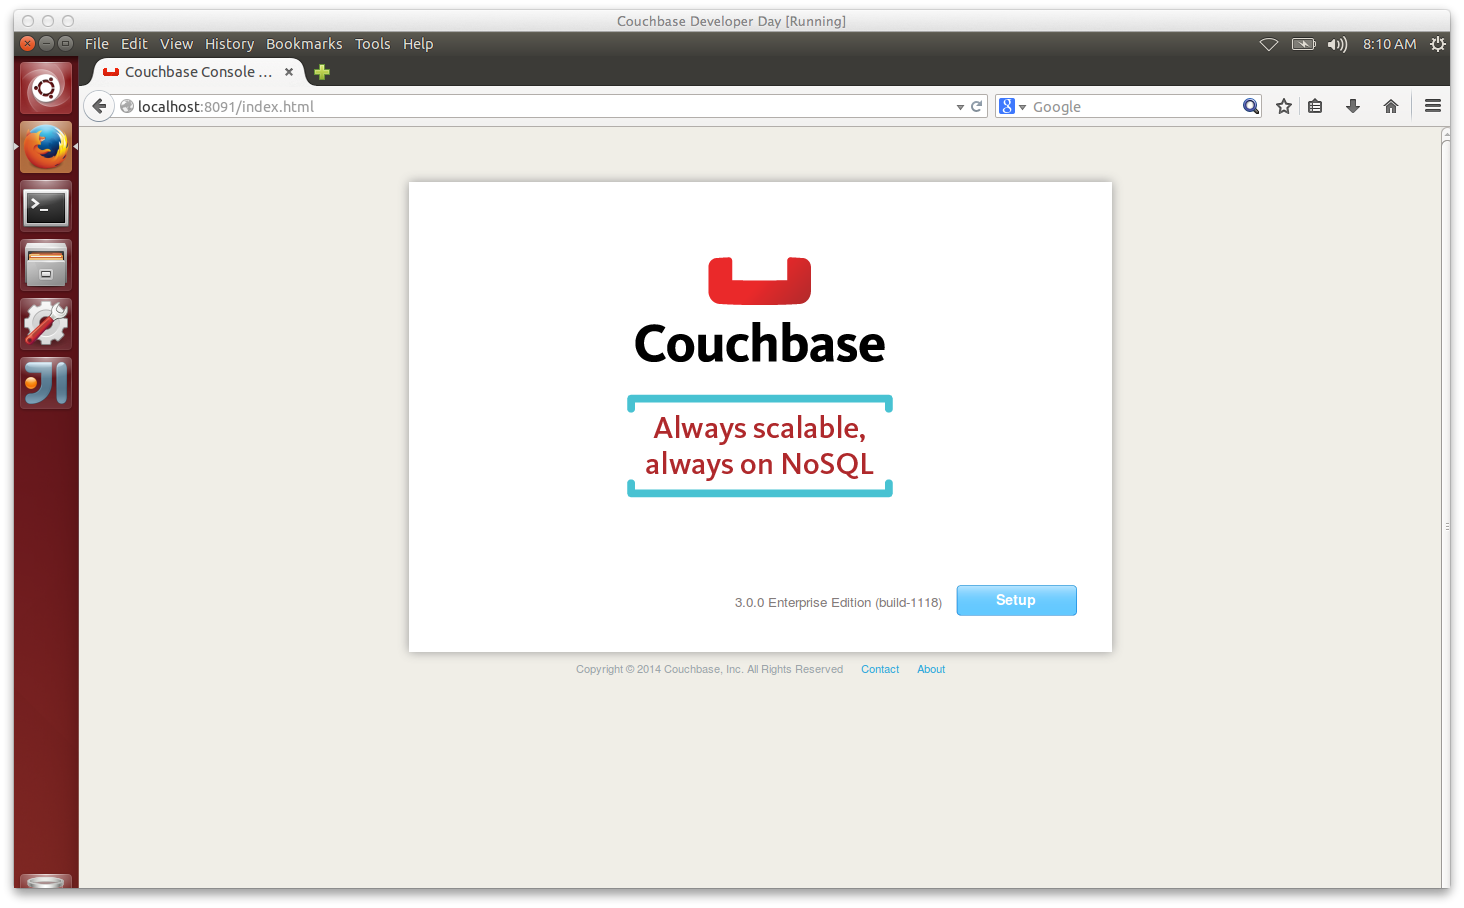 Couchbase Developer Day [Running]
File Edit View History Bookmarks Tools Help
8:10 AM
Couchbase Console ...
localhost:8091/index.html
8 Google
>_
JI
Couchbase
Always scalable,
always on NoSQL
3.0.0 Enterprise Edition (build-1118)
Setup
Copyright © 2014 Couchbase, Inc. All Rights Reserved Contact About